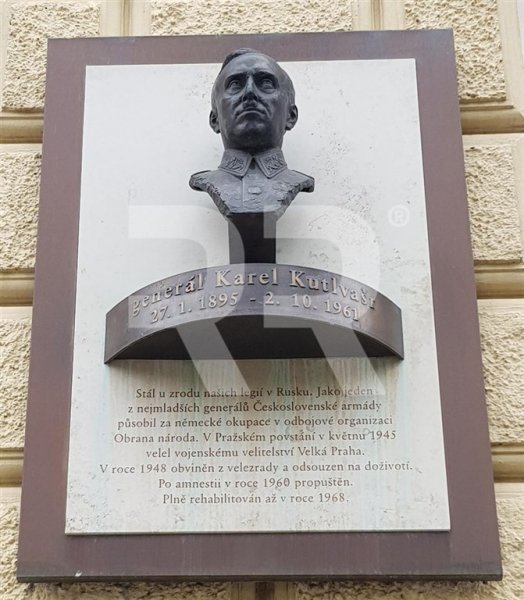 generál Karel Kutlvašr
27. 1. 1895 - 2. 10. 1961
Stál u zrodu našich legií v Rusku. Jako jeden
z nejmladších generálů Československé armády
působil za německé okupace v odbojové organizaci
Obrana národa. V Pražském povstání v květnu 1945
velel vojenskému velitelství Velká Praha.
V roce 1948 obviněn z velezrady a odsouzen na doživotí.
Po amnestii v roce 1960 propuštěn.
Plně rehabilitován až v roce 1968.
RR®